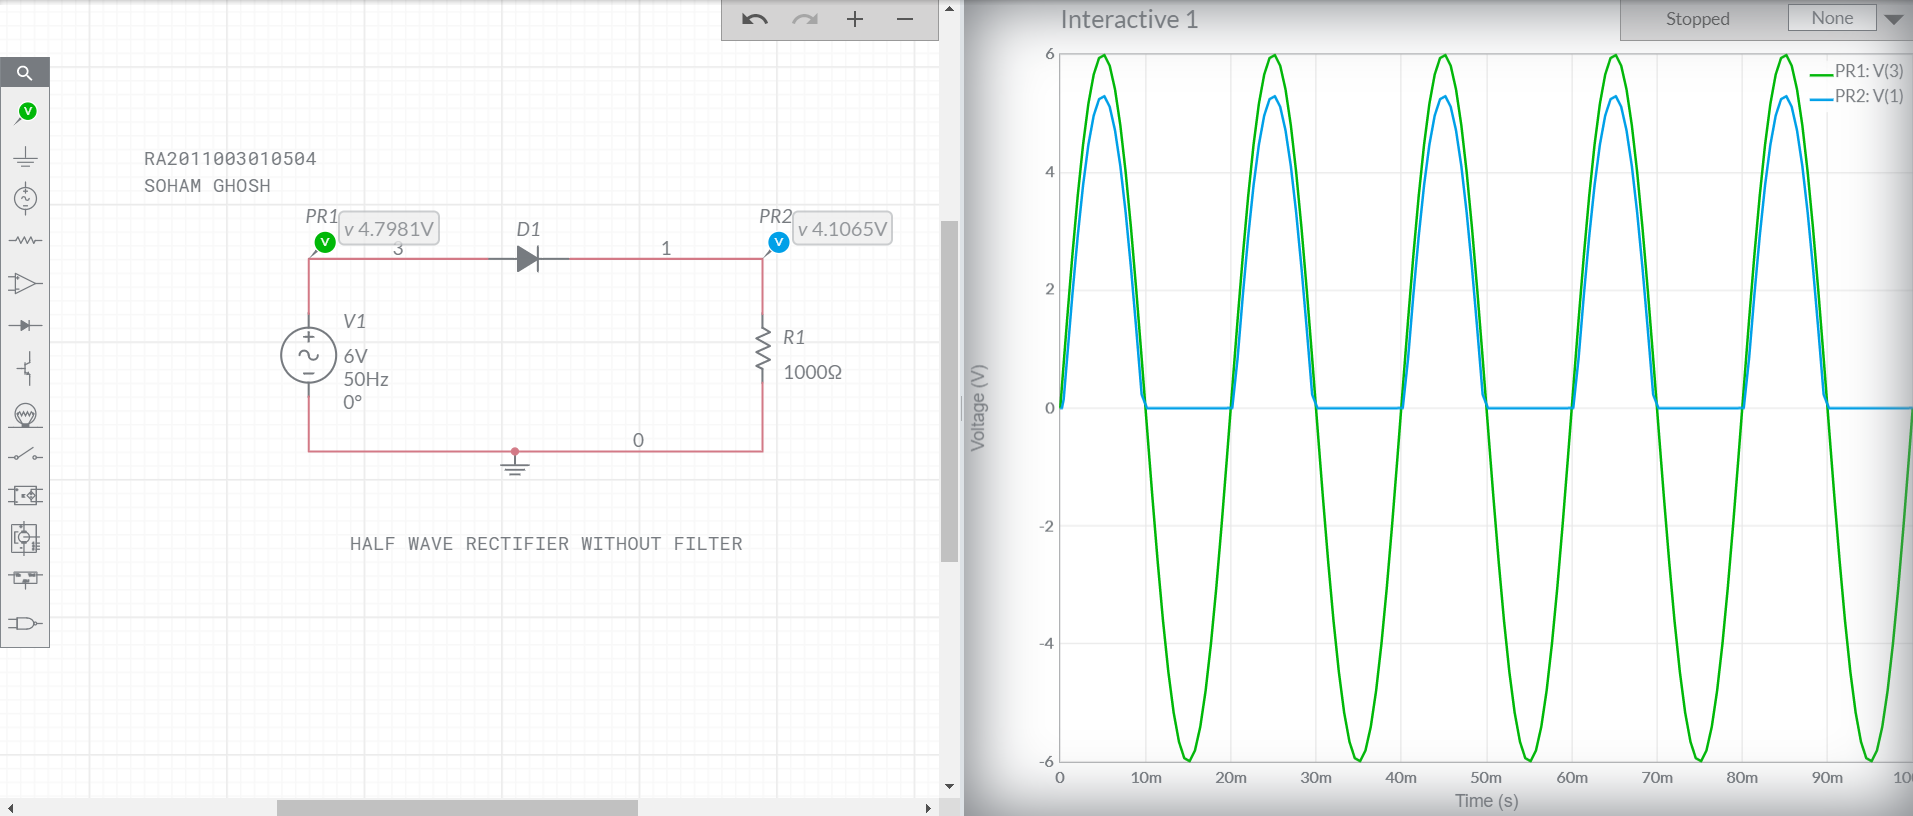 Interactive 1
Stopped
None
RA2011003010504
SOHAM GHOSH
PR1
v 4.7981V
V
3
D1
1
PR2
v 4.1065V
V
V
V1
6V
50Hz
0°
R1
1000Ω
0
HALF WAVE RECTIFIER WITHOUT FILTER
PR1: V(3)
PR2: V(1)
6
4
2
0
-2
-4
-6
Voltage (V)
0 10m 20m 30m 40m 50m 60m 70m 80m 90m 10
Time (s)